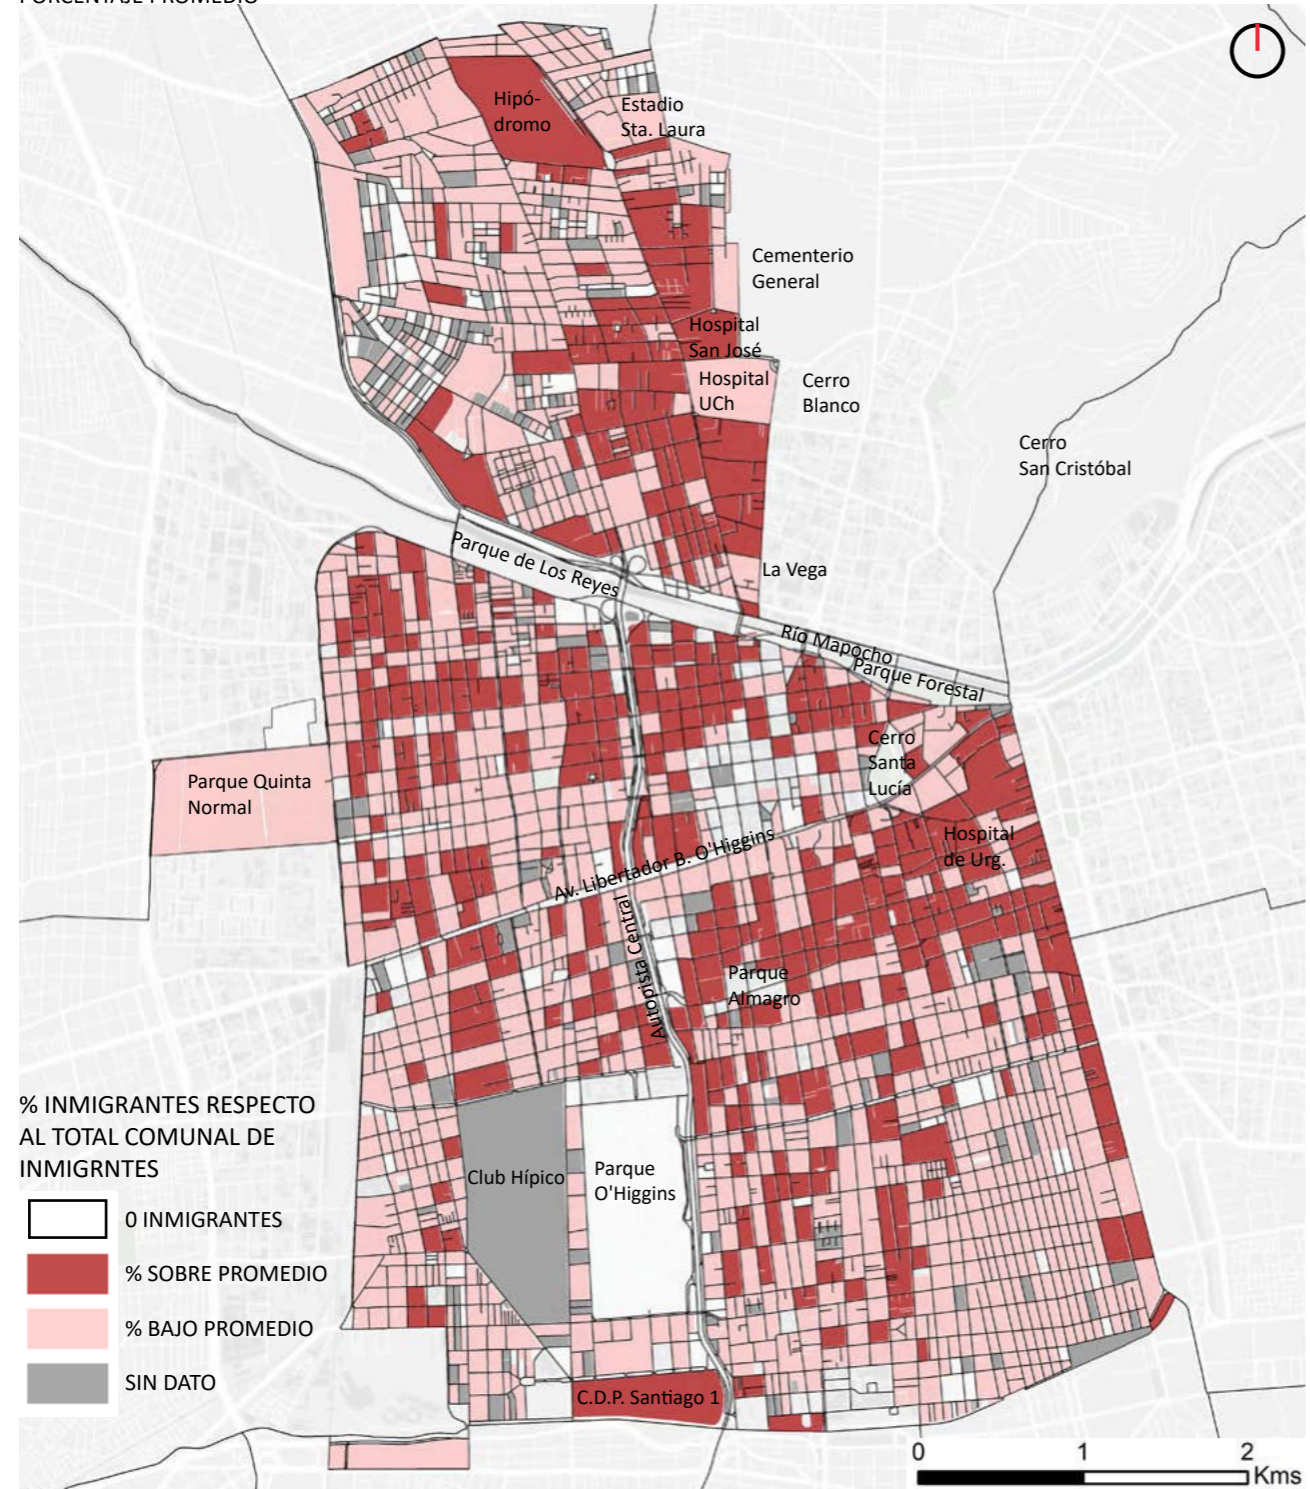 PORCENTAJE PROMEDIO
Hipó-
dromo
Estadio
Sta. Laura
Cementerio
General
Hospital
San José
Hospital
UCh
Cerro
Blanco
Cerro
San Cristóbal
Parque de Los Reyes
La Vega
Río Mapocho
Parque Forestal
Cerro
Santa
Lucía
Parque Quinta
Normal
Hospital
de Urg.
Av. Libertador B. O'Higgins
Autopista Central
Parque
Almagro
% INMIGRANTES RESPECTO
AL TOTAL COMUNAL DE
INMIGRNTES
0 INMIGRANTES
% SOBRE PROMEDIO
% BAJO PROMEDIO
SIN DATO
Club Hípico
Parque
O'Higgins
C.D.P. Santiago 1
0 1 2
Kms